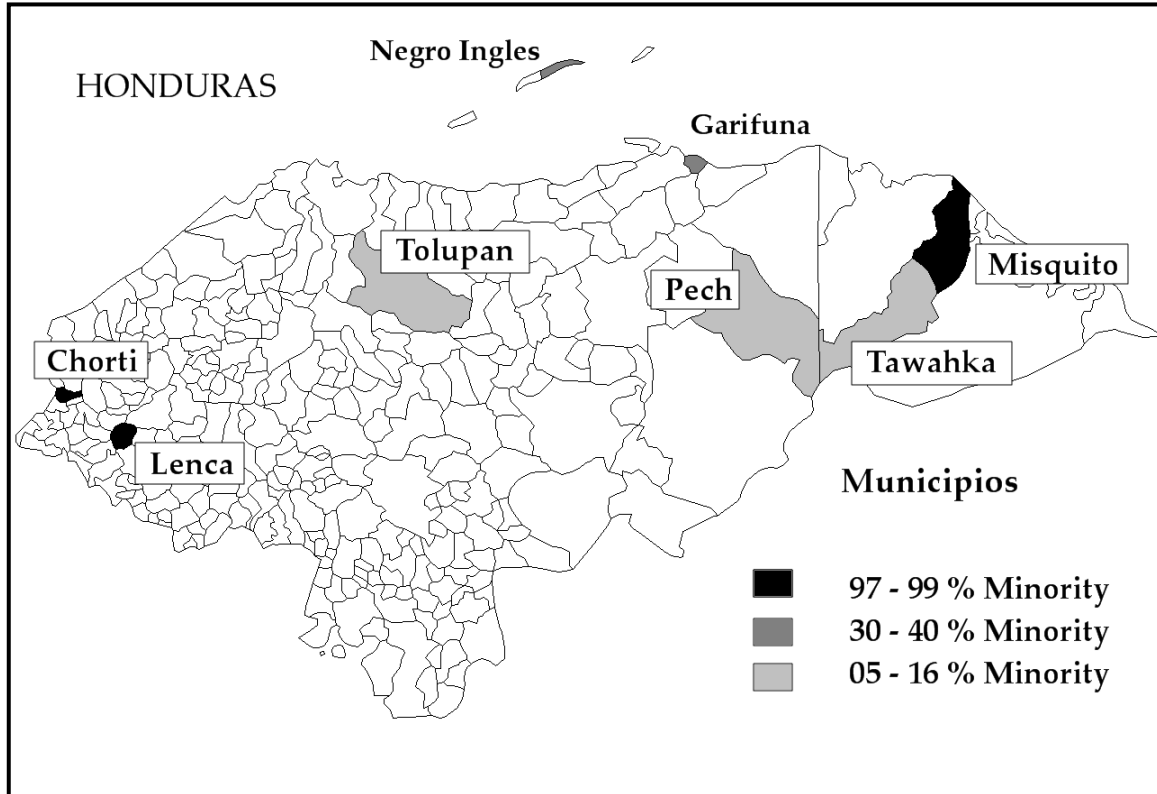 Negro Ingles
HONDURAS
Garifuna
Tolupan
Misquito
Pech
Chorti
Tawahka
Lenca
Municipios
97 - 99 % Minority
30 - 40 % Minority
05 - 16 % Minority